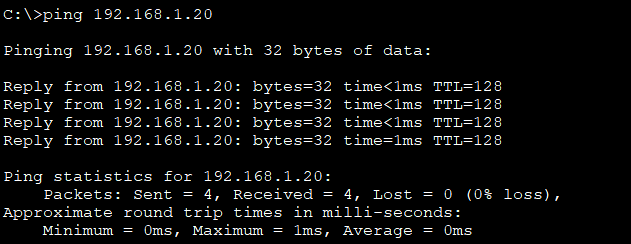 C:\>ping 192.168.1.20
Pinging 192.168.1.20 with 32 bytes of data:
Reply from 192.168.1.20: bytes=32 time<1ms TTL=128
Reply from 192.168.1.20: bytes=32 time<1ms TTL=128
Reply from 192.168.1.20: bytes=32 time<1ms TTL=128
Reply from 192.168.1.20: bytes=32 time=1ms TTL=128
Ping statistics for 192.168.1.20:
    Packets: Sent = 4, Received = 4, Lost = 0 (0% loss),
Approximate round trip times in milli-seconds:
    Minimum = 0ms, Maximum = 1ms, Average = 0ms